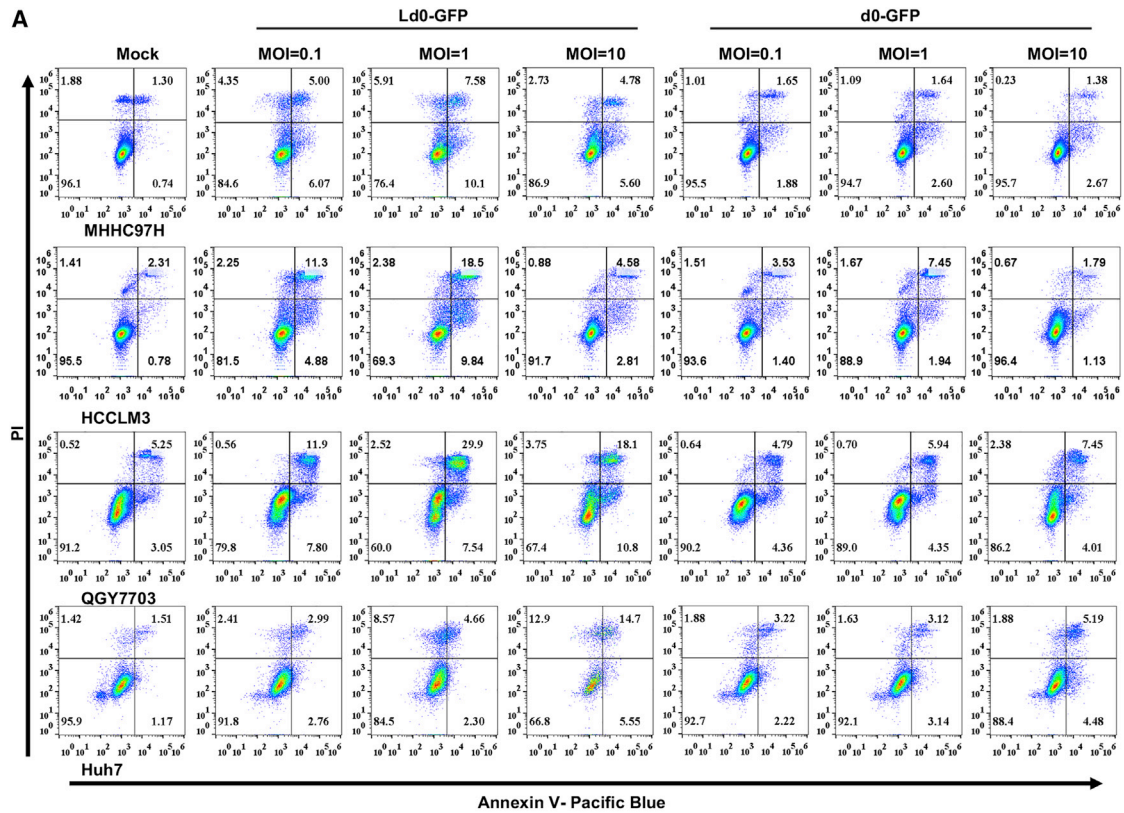 A
Ld0-GFP d0-GFP
Mock MOI=0.1 MOI=1 MOI=10 MOI=0.1 MOI=1 MOI=10
1.88 1.30 4.35 5.00 5.91 7.58 2.73 4.78 1.01 1.65 1.09 1.64 0.23 1.38
96.1 0.74 84.6 6.07 76.4 10.1 86.9 5.60 95.5 1.88 94.7 2.60 95.7 2.67
MHHC97H
1.41 2.31 2.25 11.3 2.38 18.5 0.88 4.58 1.51 3.53 1.67 7.45 0.67 1.79
95.5 0.78 81.5 4.88 69.3 9.84 91.7 2.81 93.6 1.40 88.9 1.94 96.4 1.13
HCCLM3
0.52 5.25 0.56 11.9 2.52 29.9 3.75 18.1 0.64 4.79 0.70 5.94 2.38 7.45
91.2 3.05 79.8 7.80 60.0 7.54 67.4 10.8 90.2 4.36 89.0 4.35 86.2 4.01
QGY7703
1.42 1.51 2.41 2.99 8.57 4.66 12.9 14.7 1.88 3.22 1.63 3.12 1.88 5.19
95.9 1.17 91.8 2.76 84.5 2.30 66.8 5.55 92.7 2.22 92.1 3.14 88.4 4.48
Huh7
PI
Annexin V- Pacific Blue